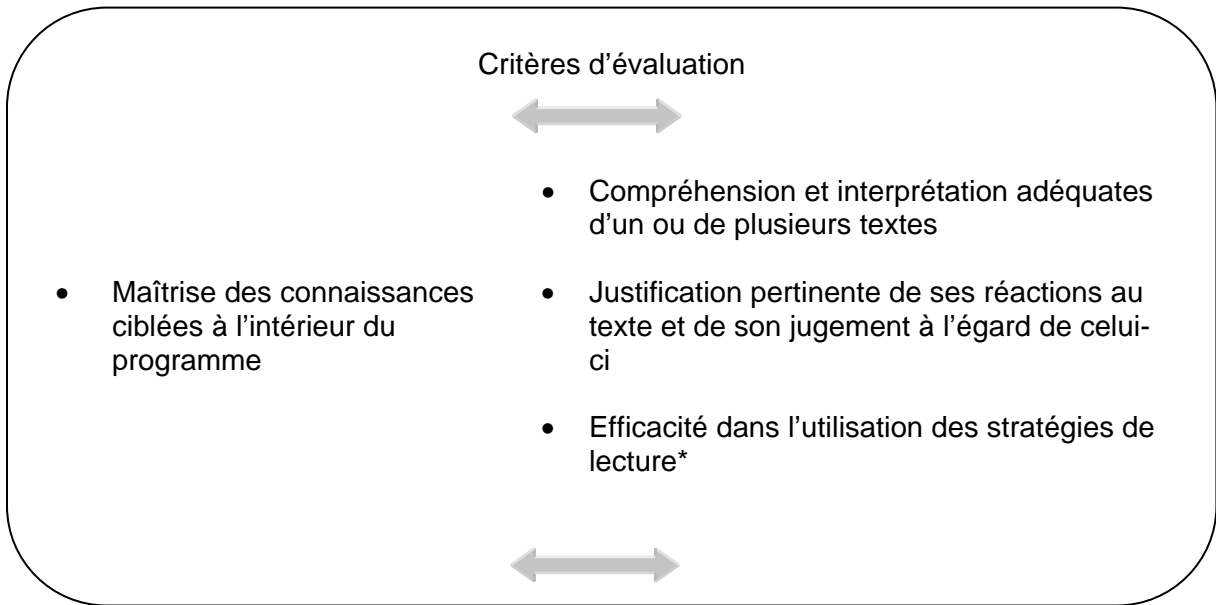 Critères d’évaluation
• Maîtrise des connaissances
ciblées à l’intérieur du
programme
• Compréhension et interprétation adéquates
d’un ou de plusieurs textes
• Justification pertinente de ses réactions au
texte et de son jugement à l’égard de celui-
ci
• Efficacité dans l’utilisation des stratégies de
lecture*